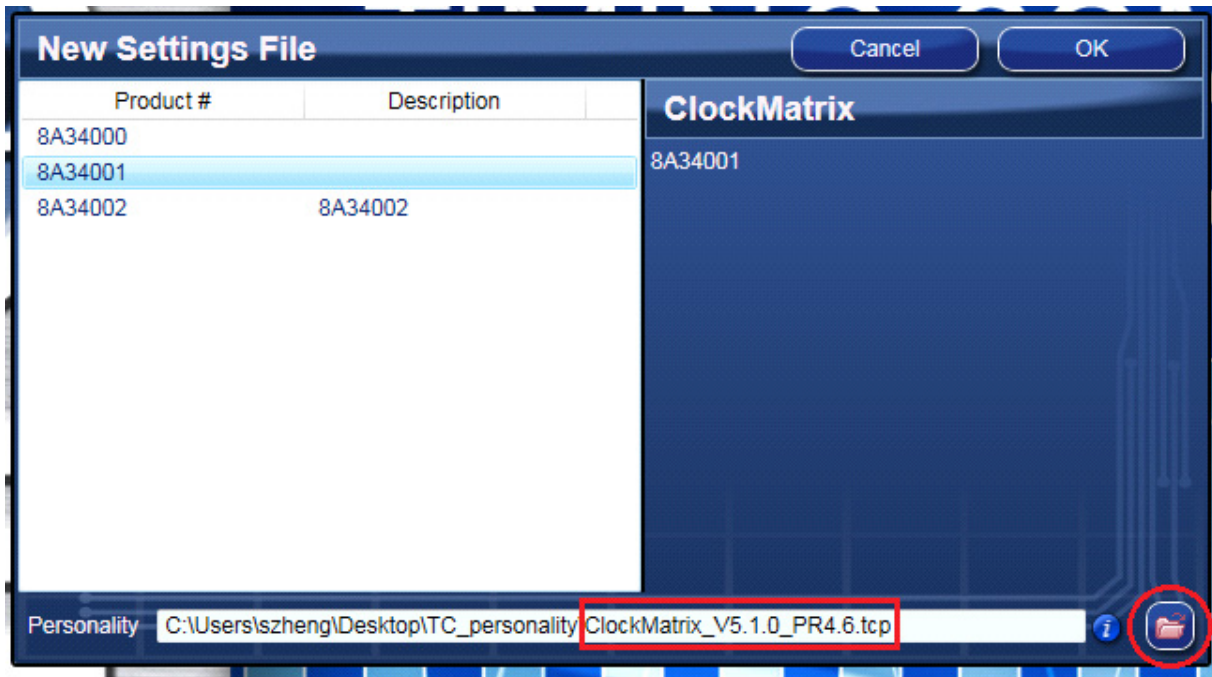 New Settings File
Cancel
OK
Product #
Description
ClockMatrix
8A34000
8A34001
8A34001
8A34002
8A34002
Personality
C:\Users\szheng\Desktop\TC_personality\ClockMatrix_V5.1.0_PR4.6.tcp
i